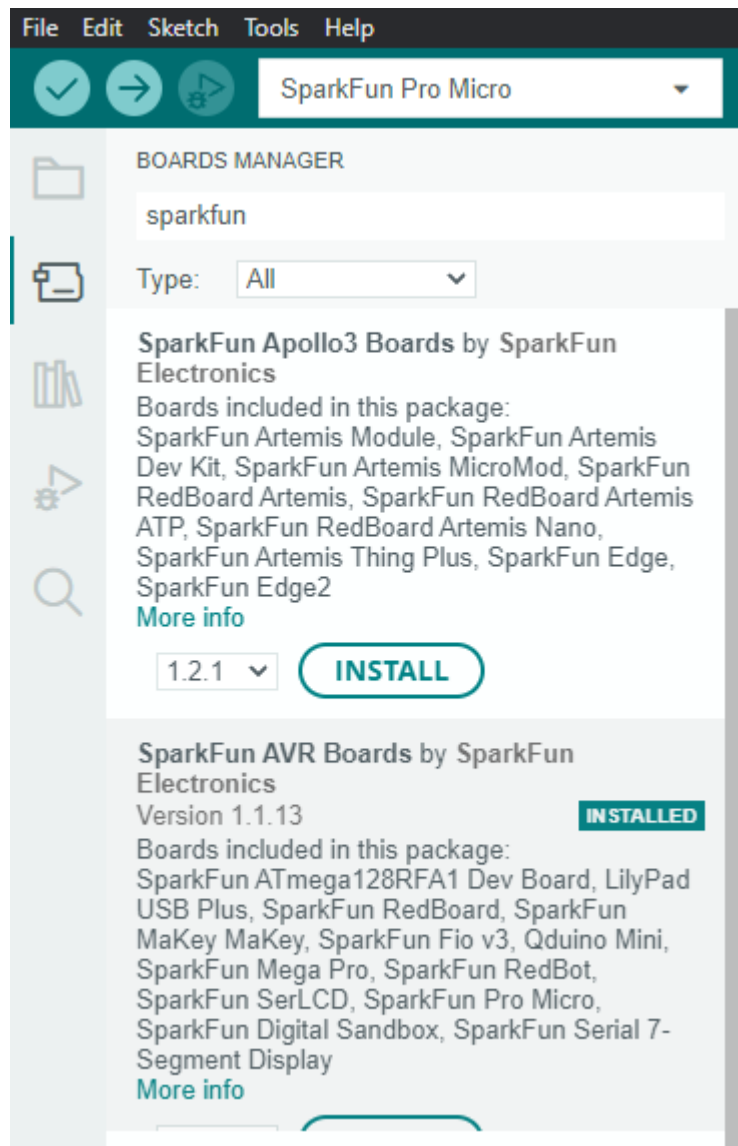 File Edit Sketch Tools Help
SparkFun Pro Micro
BOARDS MANAGER
sparkfun
Type: All
SparkFun Apollo3 Boards by SparkFun
Electronics
Boards included in this package:
SparkFun Artemis Module, SparkFun Artemis
Dev Kit, SparkFun Artemis MicroMod, SparkFun
RedBoard Artemis, SparkFun RedBoard Artemis
ATP, SparkFun RedBoard Artemis Nano,
SparkFun Artemis Thing Plus, SparkFun Edge,
SparkFun Edge2
More info
1.2.1 INSTALL
SparkFun AVR Boards by SparkFun
Electronics
Version 1.1.13 INSTALLED
Boards included in this package:
SparkFun ATmega128RFA1 Dev Board, LilyPad
USB Plus, SparkFun RedBoard, SparkFun
MaKey MaKey, SparkFun Fio v3, Qduino Mini,
SparkFun Mega Pro, SparkFun RedBot,
SparkFun SerLCD, SparkFun Pro Micro,
SparkFun Digital Sandbox, SparkFun Serial 7-
Segment Display
More info